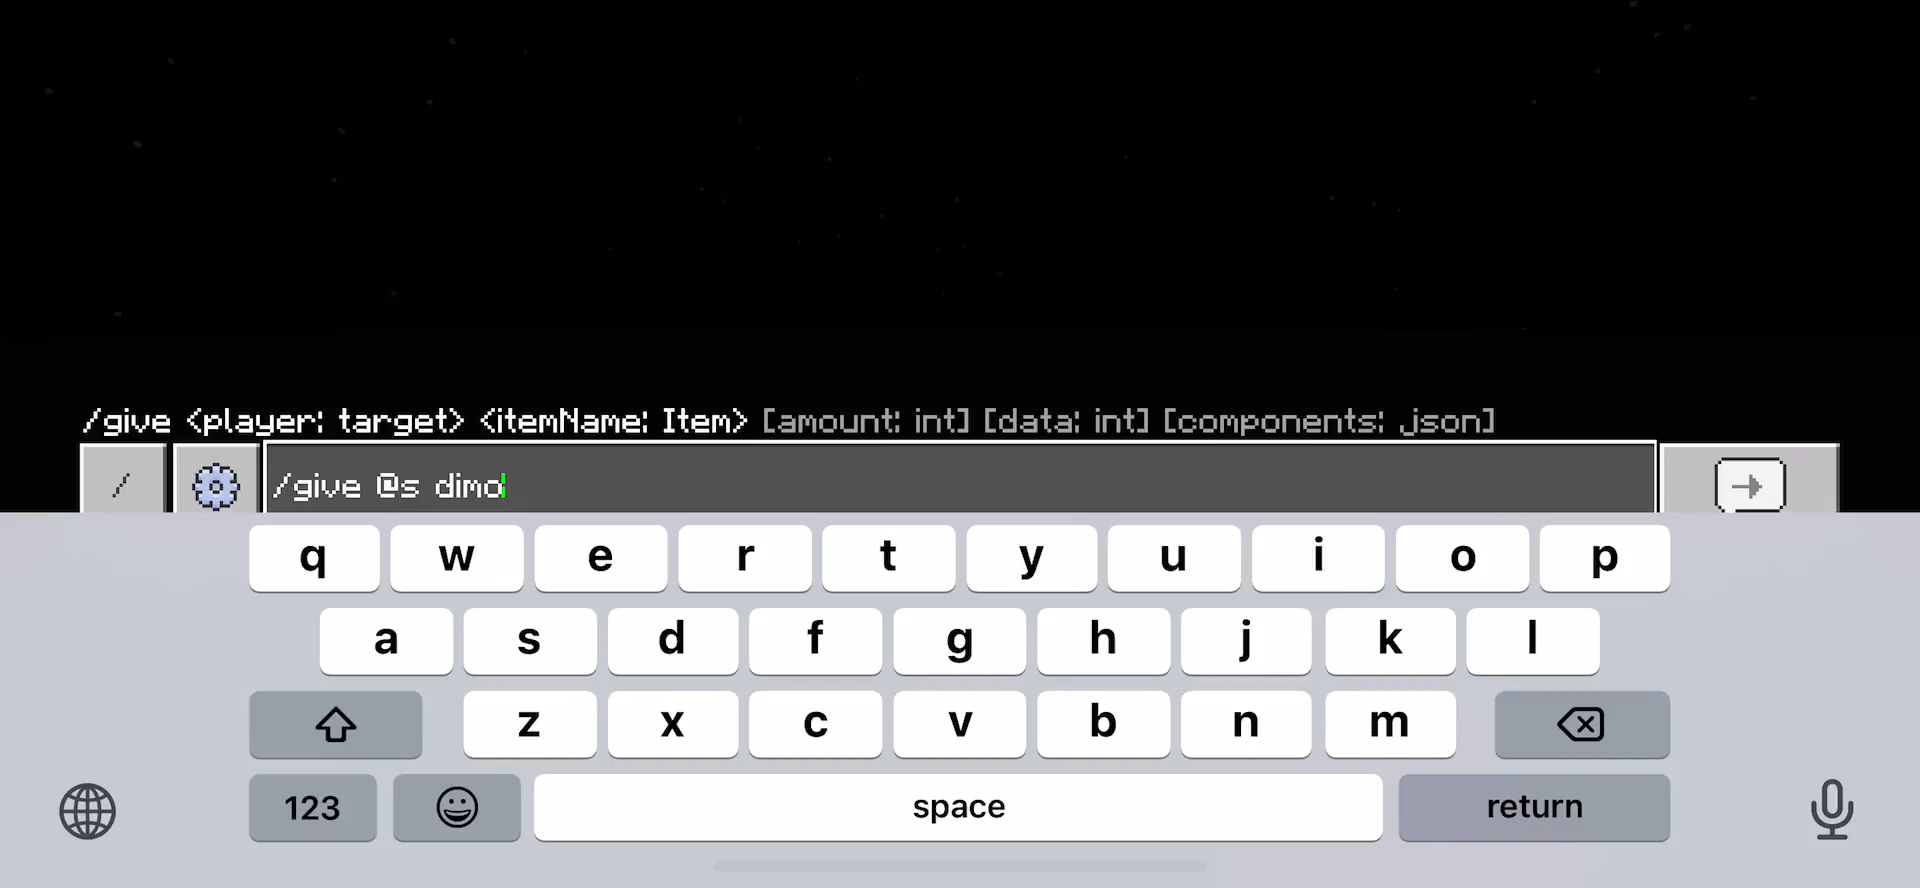 /give <player: target> <itemName: Item> [amount: int] [data: int] [components: json]
/
/give @s dimo
q w e r t y u i o p
a s d f g h j k l
z x c v b n m
123 space return